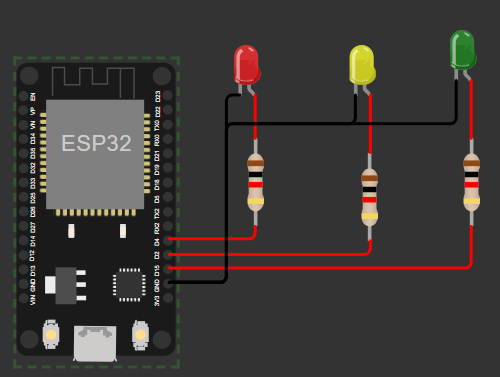 ESP32
EN
VP
VN
D34
D35
D32
D33
D25
D26
D27
D14
D12
D13
GND
VIN
D23
D22
TX0
RX0
D21
D19
D18
D5
TX2
RX2
D4
D2
D15
GND
3V3